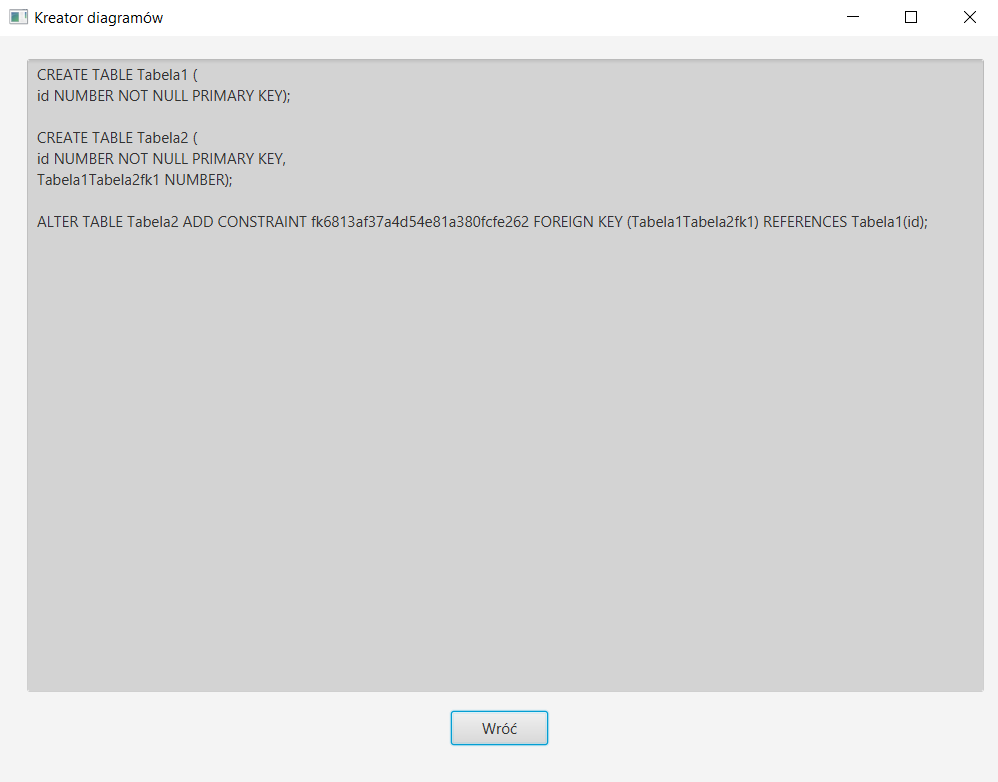 Kreator diagramów
CREATE TABLE Tabela1 (
id NUMBER NOT NULL PRIMARY KEY);
CREATE TABLE Tabela2 (
id NUMBER NOT NULL PRIMARY KEY,
Tabela1Tabela2fk1 NUMBER);
ALTER TABLE Tabela2 ADD CONSTRAINT fk6813af37a4d54e81a380fcfe262 FOREIGN KEY (Tabela1Tabela2fk1) REFERENCES Tabela1(id);
Wróć